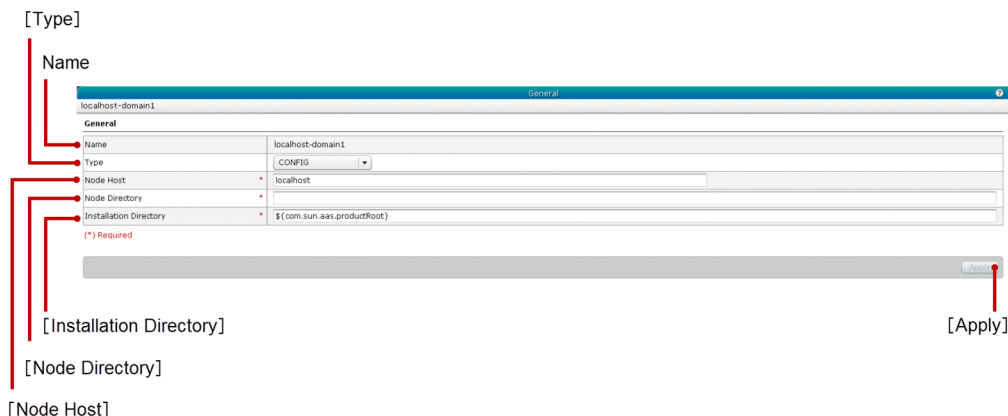 [Type]
Name
General
?
localhost-domain1
General
Name localhost-domain1
Type CONFIG
Node Host * localhost
Node Directory *
Installation Directory * ${com.sun.aas.productRoot}
(*) Required
Apply
[Installation Directory] [Apply]
[Node Directory]
[Node Host]